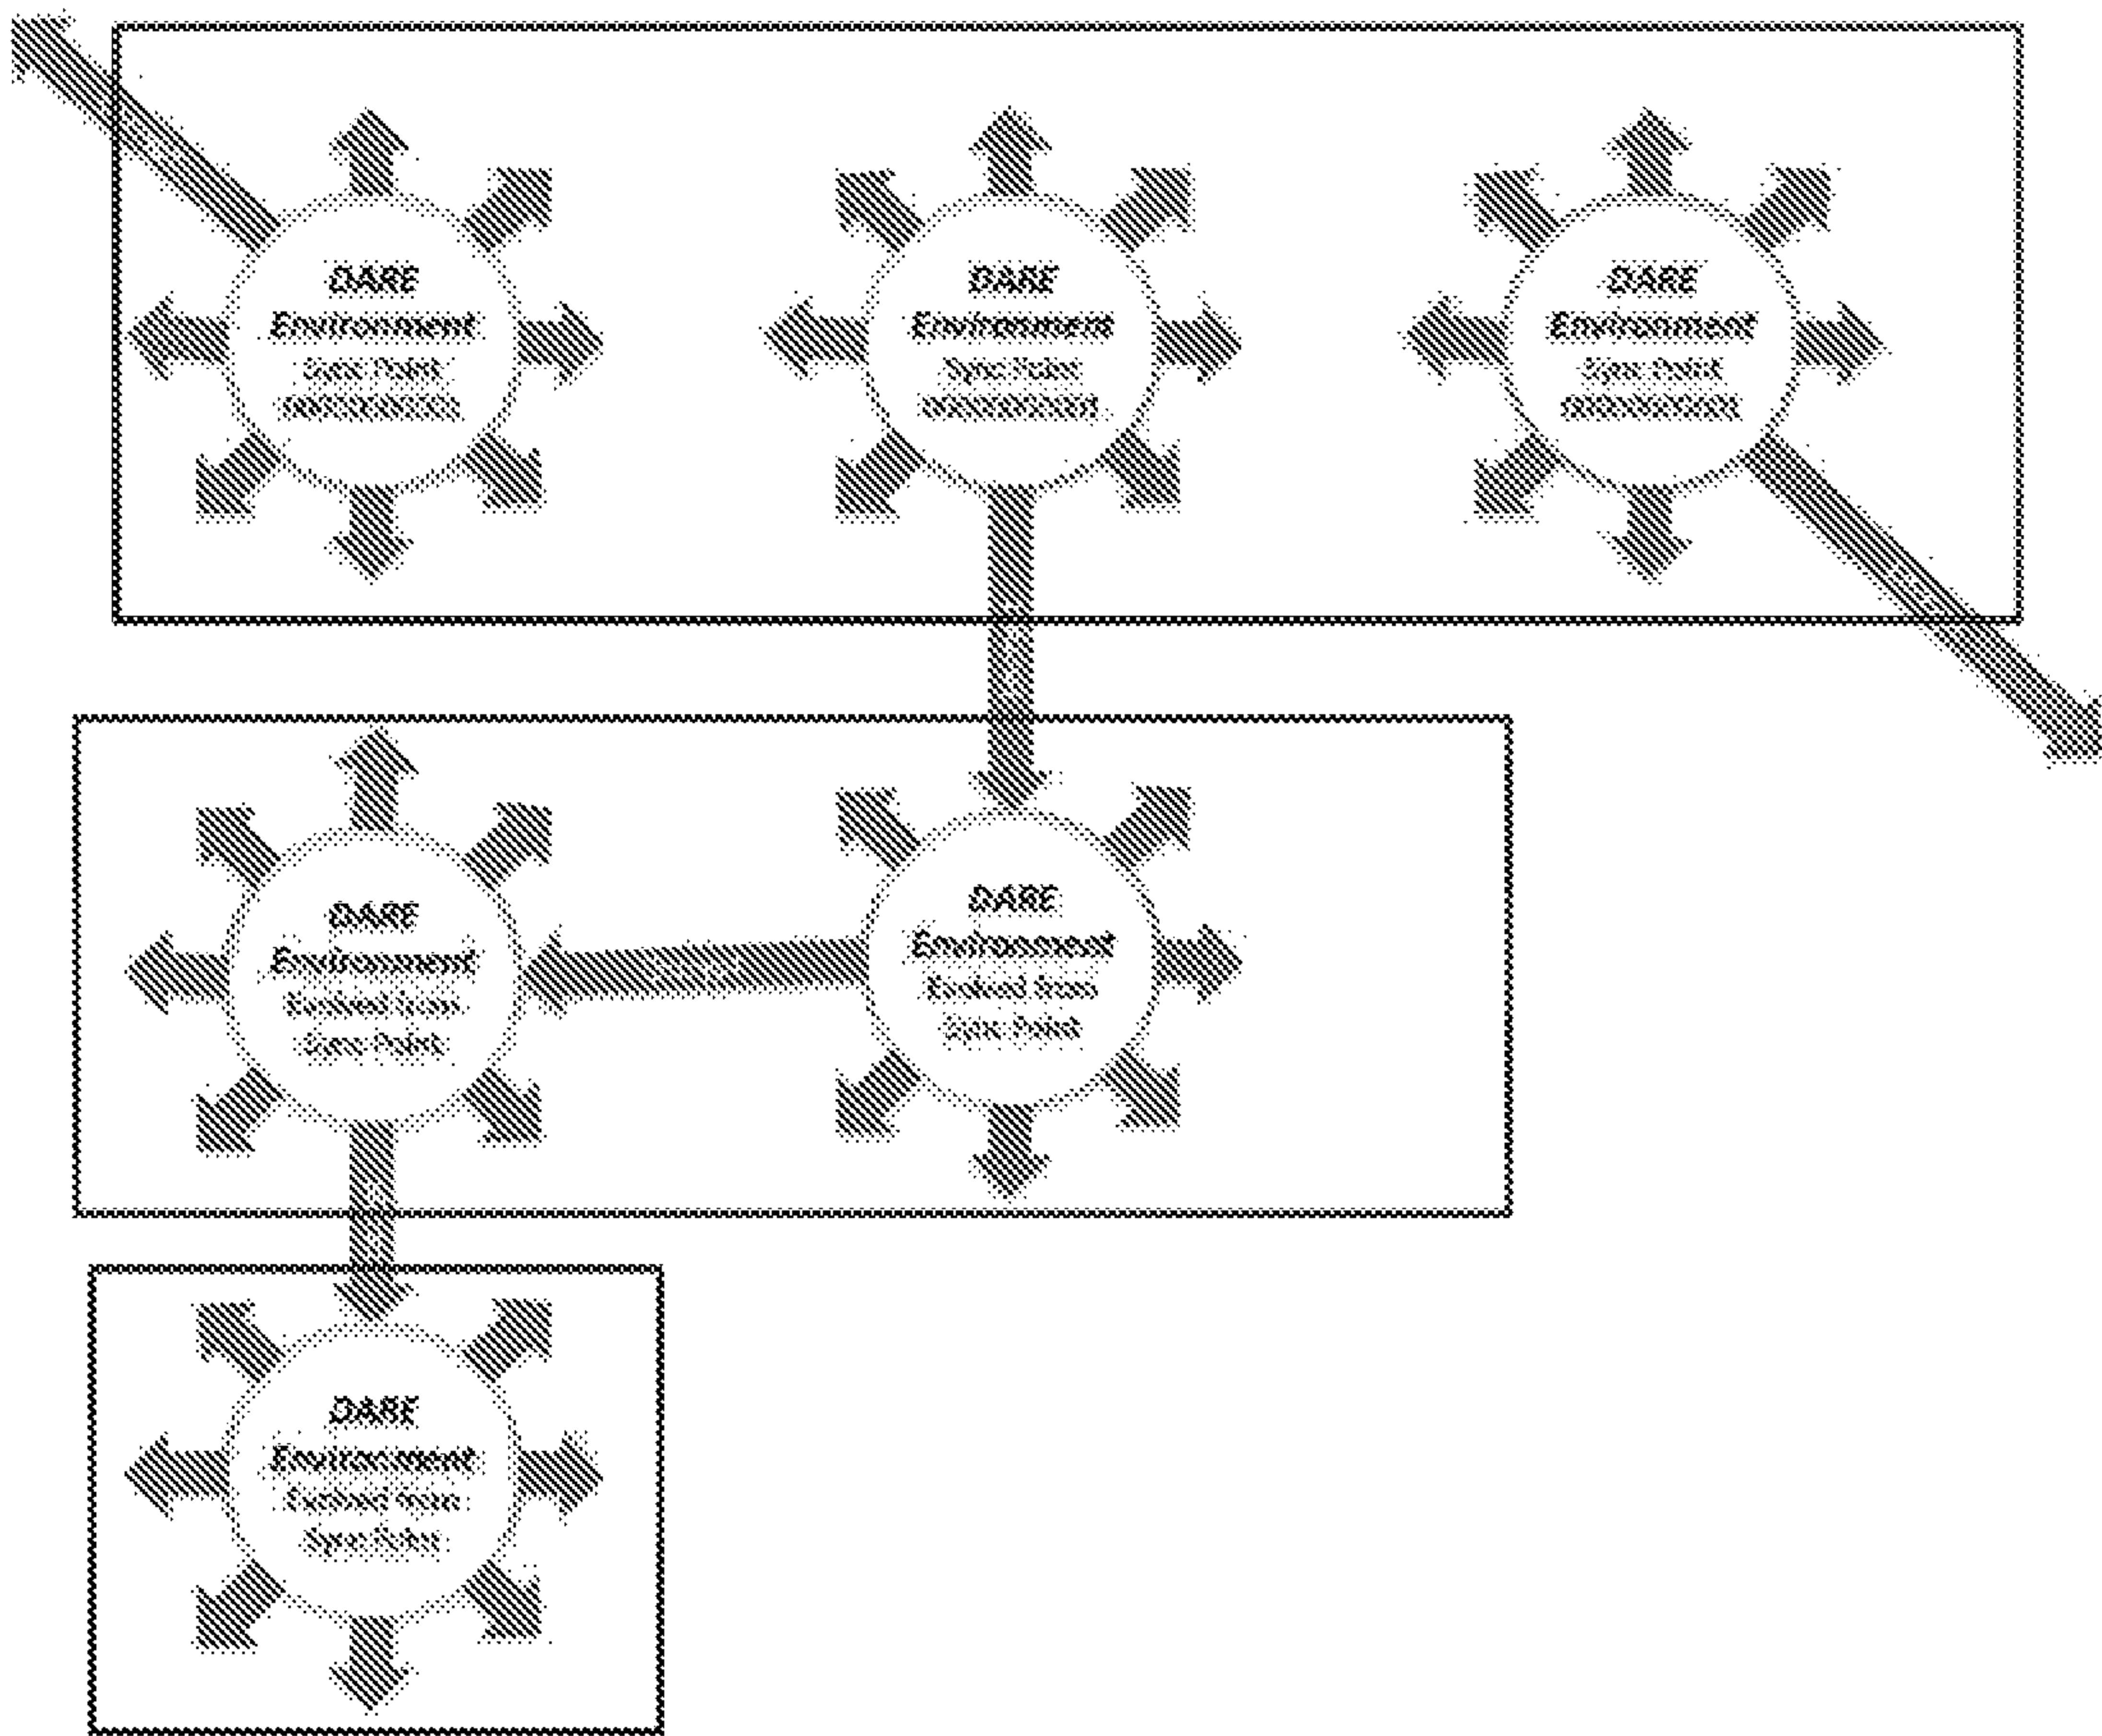 DARE
Environment
Sync Point
DARE
Environment
Sync Point
DARE
Environment
Sync Point
DARE
Environment
Evolved from
Sync Point
DARE
Environment
Evolved from
Sync Point
DARE
Environment
Evolved from
Sync Point